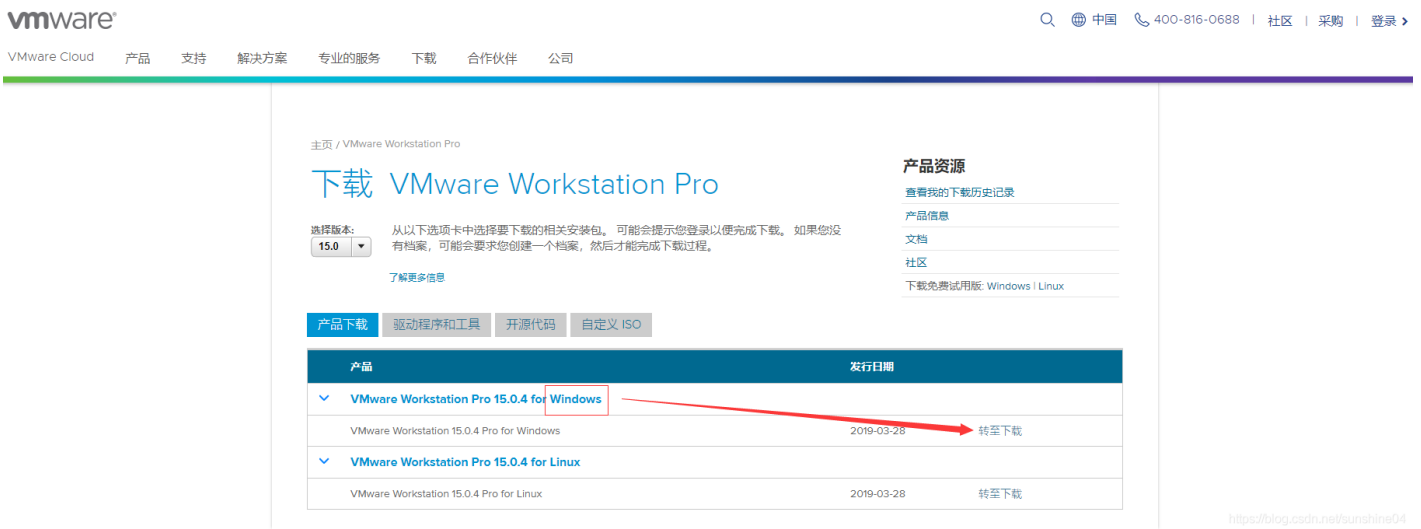 vmware®
中国
400-816-0688 | 社区 | 采购 | 登录 >
VMware Cloud 产品 支持 解决方案 专业的服务 下载 合作伙伴 公司
主页 / VMware Workstation Pro
下载 VMware Workstation Pro
选择版本:
15.0
从以下选项卡中选择要下载的相关安装包。 可能会提示您登录以便完成下载。 如果您没
有档案，可能会要求您创建一个档案，然后才能完成下载过程。
了解更多信息
产品资源
查看我的下载历史记录
产品信息
文档
社区
下载免费试用版: Windows | Linux
产品下载 驱动程序和工具 开源代码 自定义 ISO
产品 发行日期
VMware Workstation Pro 15.0.4 for Windows
VMware Workstation 15.0.4 Pro for Windows 2019-03-28 转至下载
VMware Workstation Pro 15.0.4 for Linux
VMware Workstation 15.0.4 Pro for Linux 2019-03-28 转至下载
https://blog.csdn.net/sunshine04